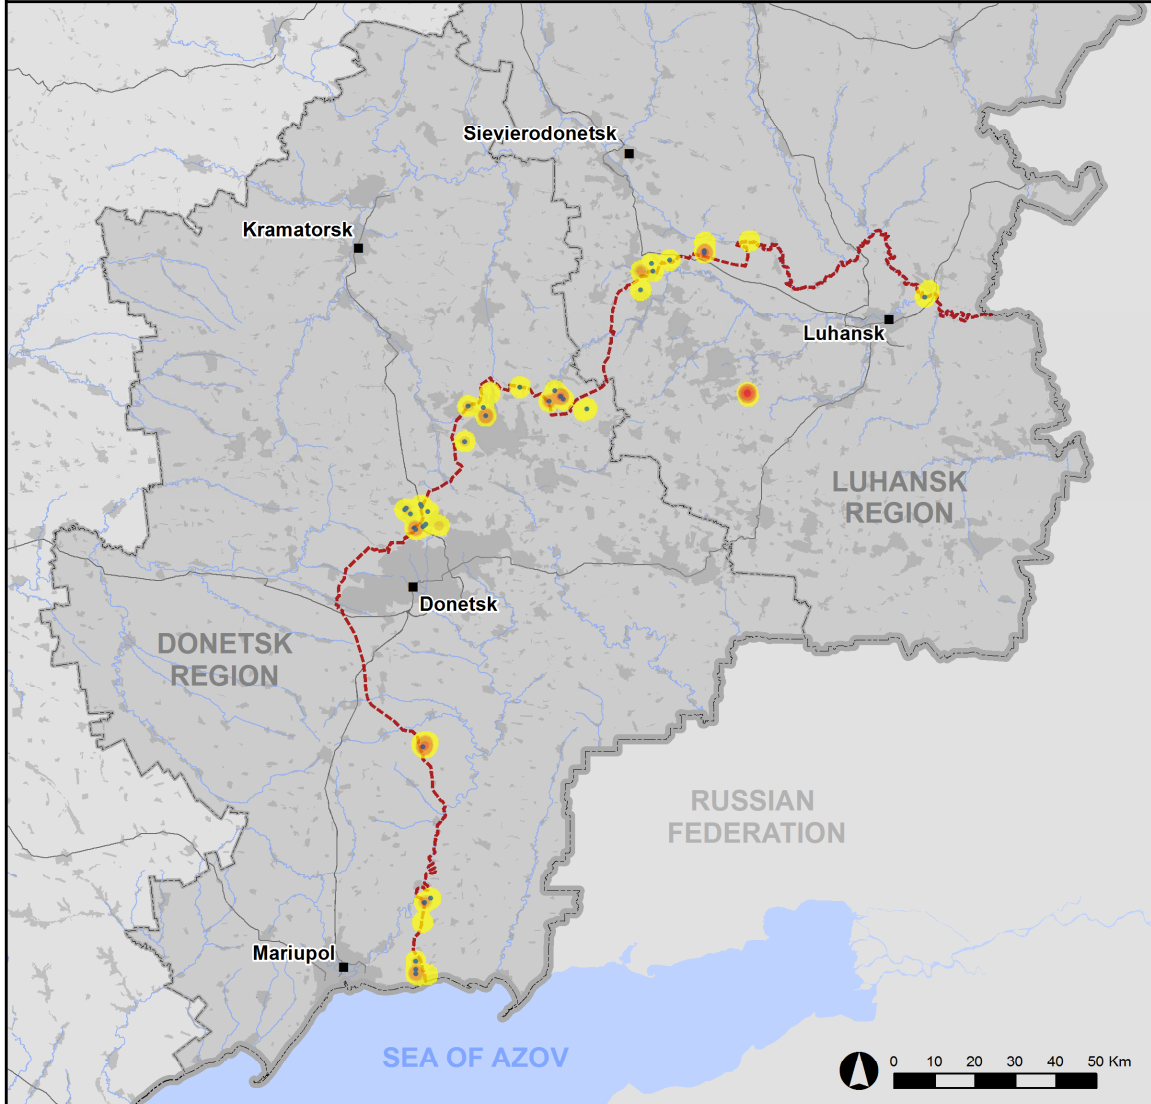 Sievierodonetsk
Kramatorsk
Luhansk
LUHANSK
REGION
Donetsk
DONETSK
REGION
RUSSIAN
FEDERATION
Mariupol
SEA OF AZOV
0 10 20 30 40 50 Km